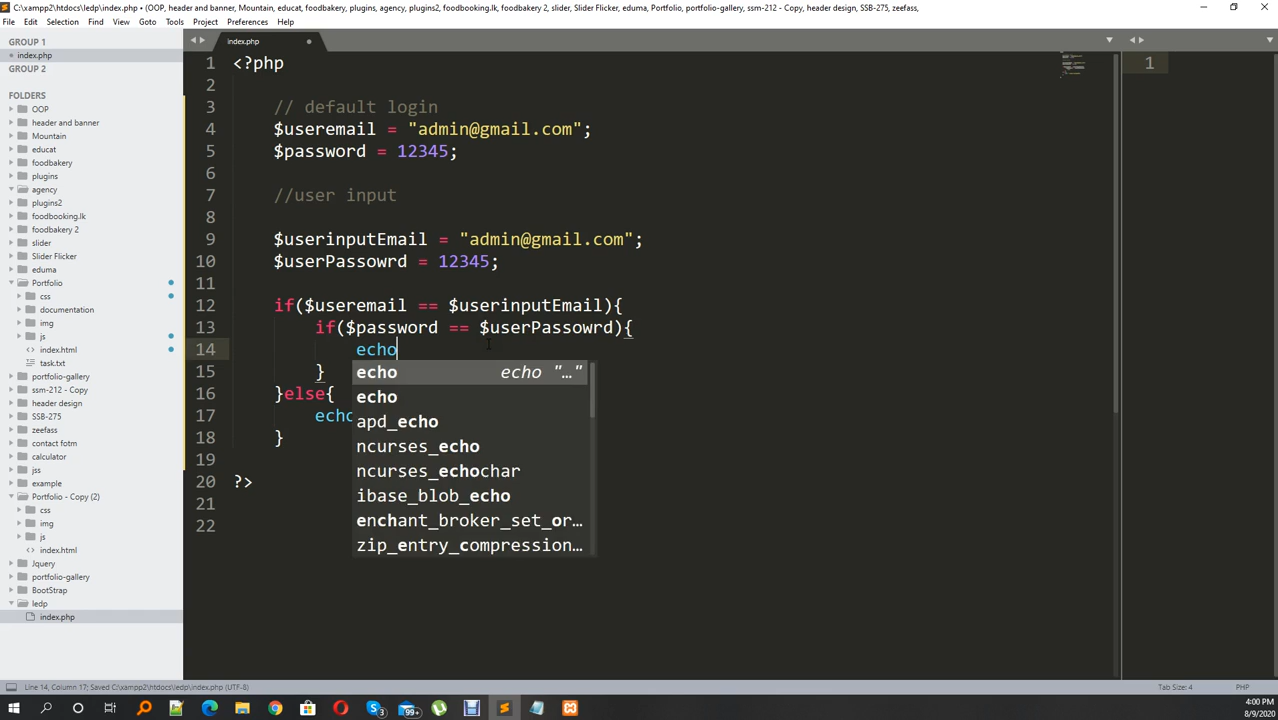 C:\xampp2\htdocs\ledp\index.php • (OOP, header and banner, Mountain, educat, foodbakery, plugins, agency, plugins2, foodbooking.lk, foodbakery 2, slider, Slider Flicker, eduma, Portfolio, portfolio-gallery, ssm-212 - Copy, header design, SSB-275, zeefass,
File Edit Selection Find View Goto Tools Project Preferences Help
GROUP 1
index.php
GROUP 2
FOLDERS
OOP
header and banner
Mountain
educat
foodbakery
plugins
agency
plugins2
foodbooking.lk
foodbakery 2
slider
Slider Flicker
eduma
Portfolio
css
documentation
img
js
index.html
task.txt
portfolio-gallery
ssm-212 - Copy
header design
SSB-275
zeefass
contact fotm
calculator
jss
example
Portfolio - Copy (2)
css
img
js
index.html
Jquery
portfolio-gallery
BootStrap
ledp
index.php
index.php
1 <?php
2
3 // default login
4 $useremail = "admin@gmail.com";
5 $password = 12345;
6
7 //user input
8
9 $userinputEmail = "admin@gmail.com";
10 $userPassowrd = 12345;
11
12 if($useremail == $userinputEmail){
13 if($password == $userPassowrd){
14 echo
15 }
16 }else{
17 echo
18 }
19
20 ?>
21
22
echo echo "…"
echo
apd_echo
ncurses_echo
ncurses_echochar
ibase_blob_echo
enchant_broker_set_or…
zip_entry_compression…
1
Line 14, Column 17; Saved C:\xampp2\htdocs\ledp\index.php (UTF-8)
Tab Size: 4
PHP
3
99+
4:00 PM
8/9/2020